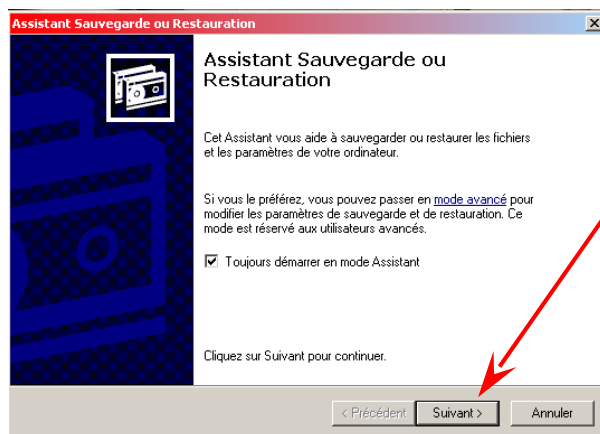 Assistant Sauvegarde ou Restauration
Assistant Sauvegarde ou
Restauration
Cet Assistant vous aide à sauvegarder ou restaurer les fichiers
et les paramètres de votre ordinateur.
Si vous le préférez, vous pouvez passer en mode avancé pour
modifier les paramètres de sauvegarde et de restauration. Ce
mode est réservé aux utilisateurs avancés.
Toujours démarrer en mode Assistant
Cliquez sur Suivant pour continuer.
< Précédent Suivant > Annuler